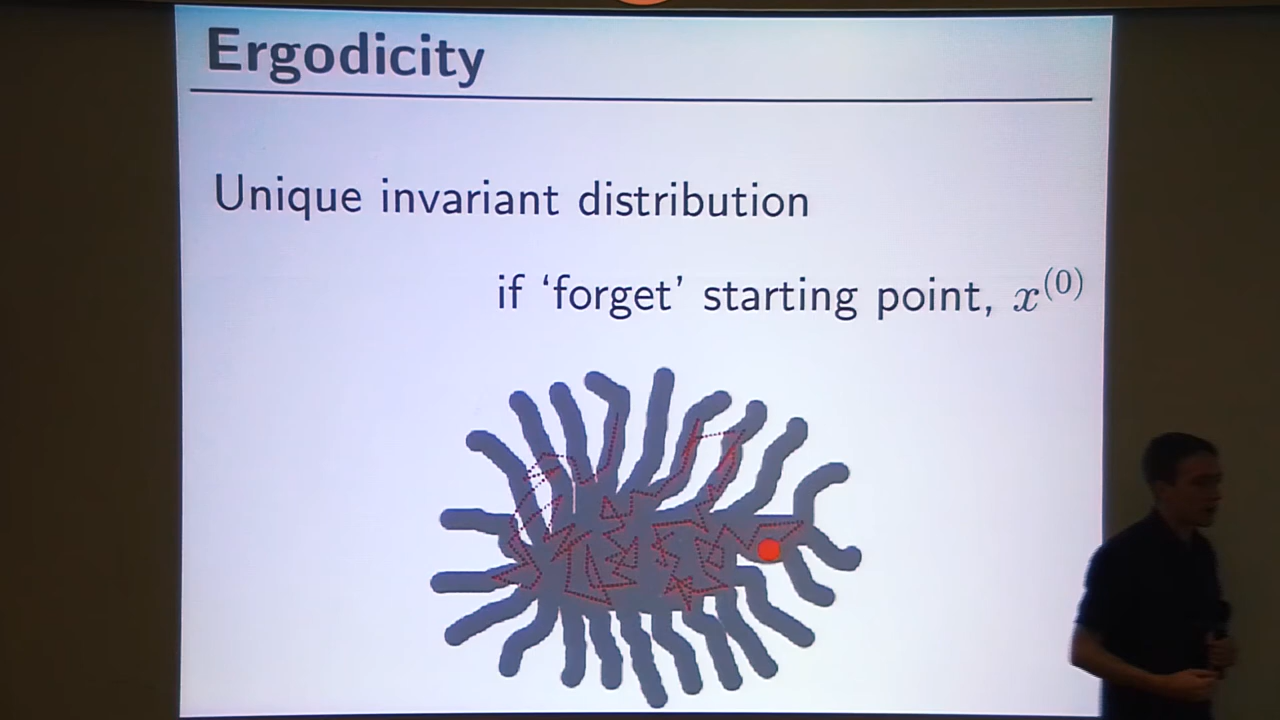 Ergodicity
Unique invariant distribution
if ‘forget’ starting point, x⁽⁰⁾